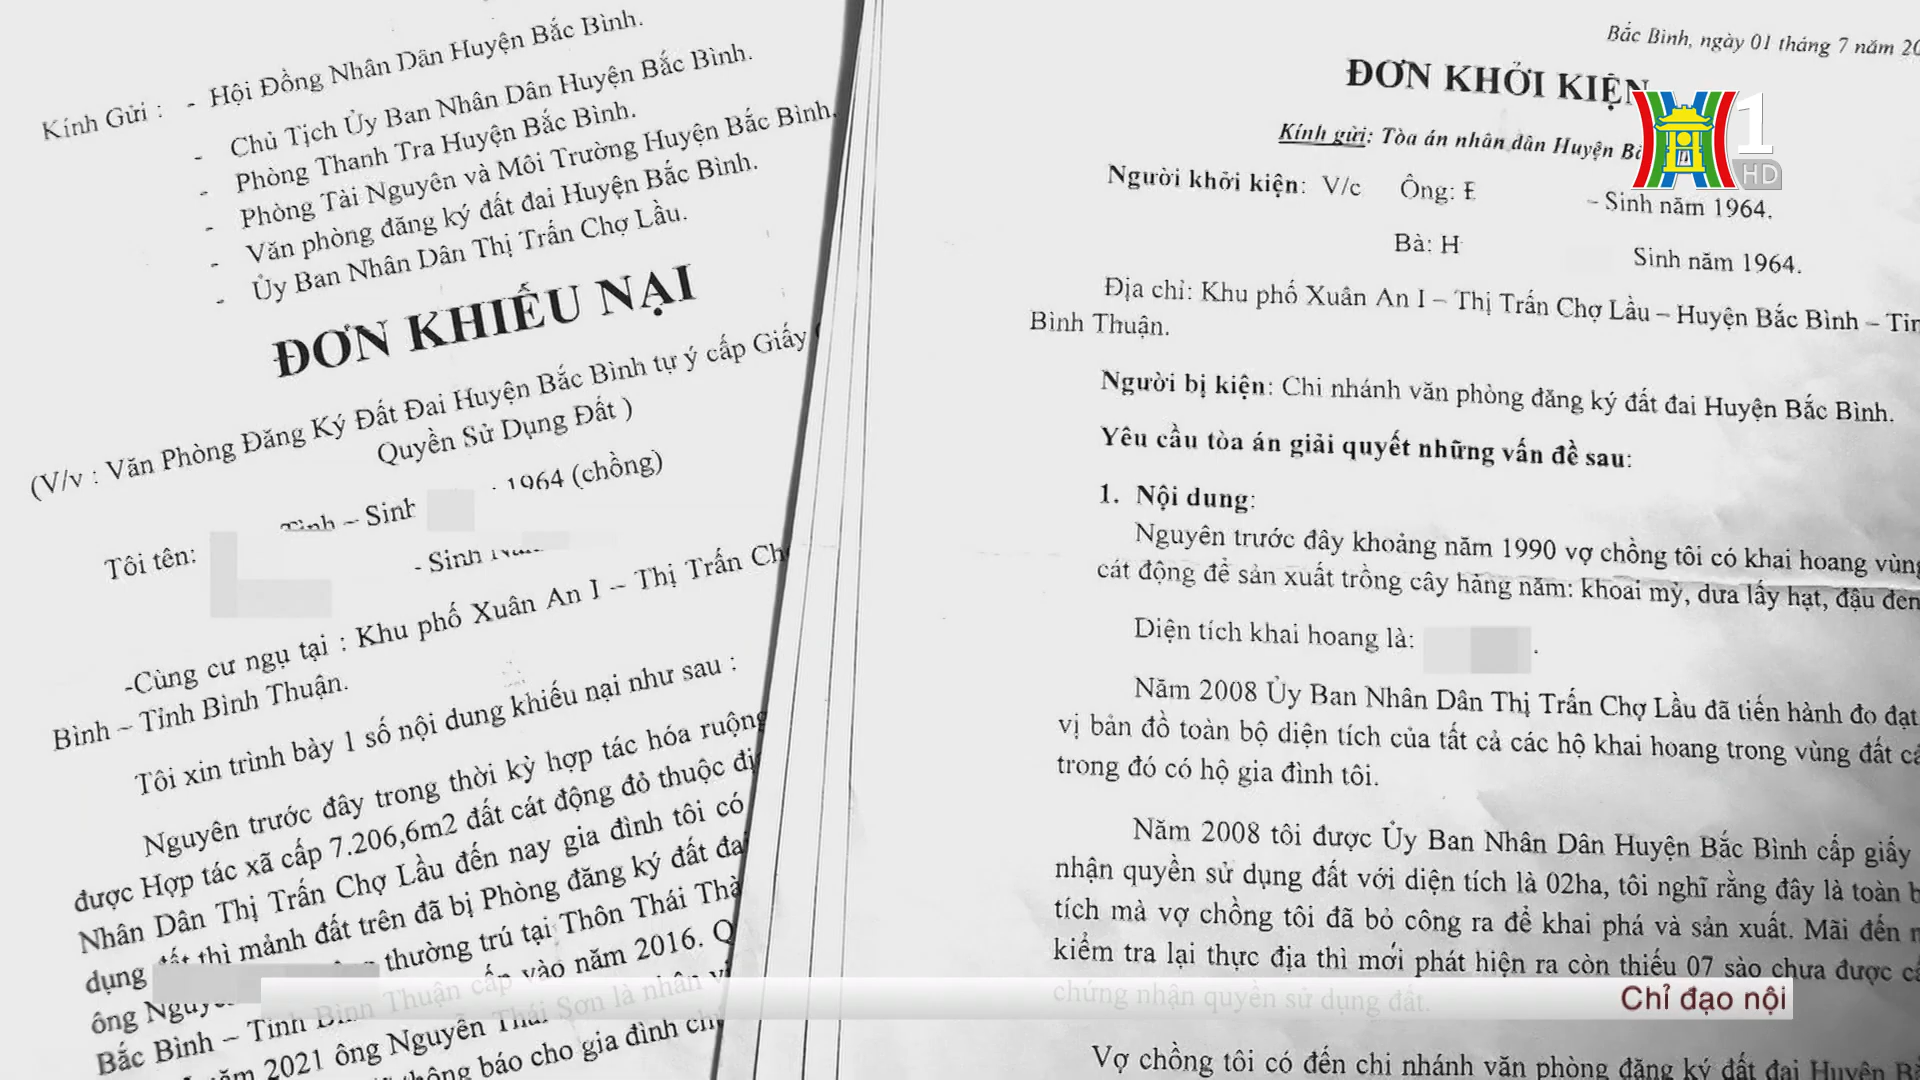 Kính Gửi : - Hội Đồng Nhân Dân Huyện Bắc Bình.
- Chủ Tịch Ủy Ban Nhân Dân Huyện Bắc Bình.
- Phòng Thanh Tra Huyện Bắc Bình.
- Phòng Tài Nguyên và Môi Trường Huyện Bắc Bình.
- Văn phòng đăng ký đất đai Huyện Bắc Bình.
- Ủy Ban Nhân Dân Thị Trấn Chợ Lầu.
ĐƠN KHIẾU NẠI
(V/v : Văn Phòng Đăng Ký Đất Đai Huyện Bắc Bình tự ý cấp Giấy
Quyền Sử Dụng Đất )
Tình – Sinh 1964 (chồng)
Tôi tên:
- Sinh
-Cùng cư ngụ tại : Khu phố Xuân An I – Thị Trấn
Bình – Tỉnh Bình Thuận.
Tôi xin trình bày 1 số nội dung khiếu nại như sau :
Nguyên trước đây trong thời kỳ hợp tác hóa ruộng
được Hợp tác xã cấp 7.206,6m2 đất cát động đỏ thuộc
Nhân Dân Thị Trấn Chợ Lầu đến nay gia đình tôi có
dụng đất thì mảnh đất trên đã bị Phòng đăng ký đất
ông thường trú tại Thôn Thái
Bắc Bình – Tỉnh Bình Thuận cấp vào năm 2016.
năm 2021 ông Nguyễn Thái Sơn là nhân
thông báo cho gia đình
Bắc Bình, ngày 01 tháng 7 năm
ĐƠN KHỞI KIỆN
Kính gửi: Tòa án nhân dân Huyện
Người khởi kiện: V/c Ông: - Sinh năm 1964.
Bà: H Sinh năm 1964.
Địa chỉ: Khu phố Xuân An I – Thị Trấn Chợ Lầu – Huyện Bắc Bình –
Bình Thuận.
Người bị kiện: Chi nhánh văn phòng đăng ký đất đai Huyện Bắc Bình.
Yêu cầu tòa án giải quyết những vấn đề sau:
1. Nội dung:
Nguyên trước đây khoảng năm 1990 vợ chồng tôi có khai hoang vùng
cát động để sản xuất trồng cây hàng năm: khoai mỳ, dưa lấy hạt, đậu đen
Diện tích khai hoang là: .
Năm 2008 Ủy Ban Nhân Dân Thị Trấn Chợ Lầu đã tiến hành đo đạt
vị bản đồ toàn bộ diện tích của tất cả các hộ khai hoang trong vùng đất
trong đó có hộ gia đình tôi.
Năm 2008 tôi được Ủy Ban Nhân Dân Huyện Bắc Bình cấp giấy
nhận quyền sử dụng đất với diện tích là 02ha, tôi nghĩ rằng đây là toàn
tích mà vợ chồng tôi đã bỏ công ra để khai phá và sản xuất. Mãi đến
kiểm tra lại thực địa thì mới phát hiện ra còn thiếu 07 sào chưa được
chứng nhận quyền sử dụng đất.
Vợ chồng tôi có đến chi nhánh văn phòng đăng ký đất đai Huyện
1
HD
Chỉ đạo nội